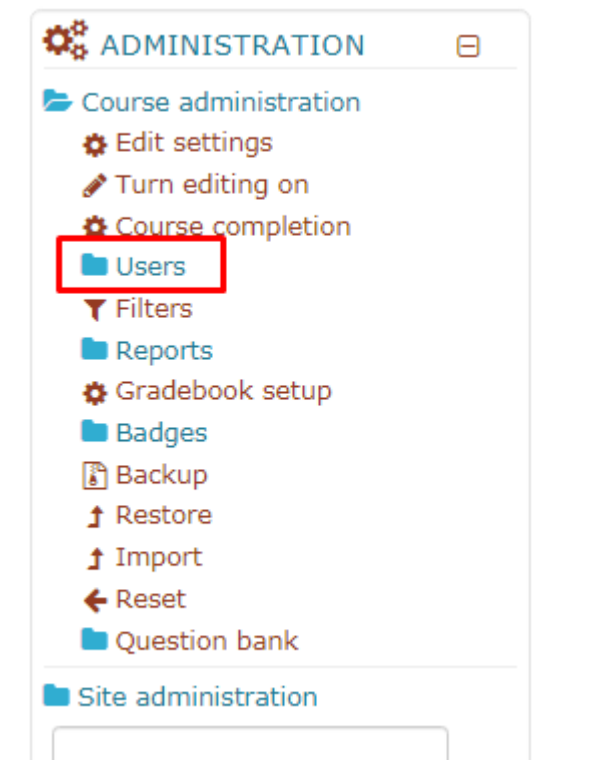 ADMINISTRATION
Course administration
Edit settings
Turn editing on
Course completion
Users
Filters
Reports
Gradebook setup
Badges
Backup
Restore
Import
Reset
Question bank
Site administration